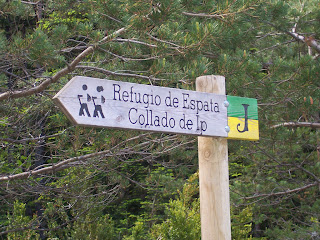 Refugio de Espata
Collado de Ip
J